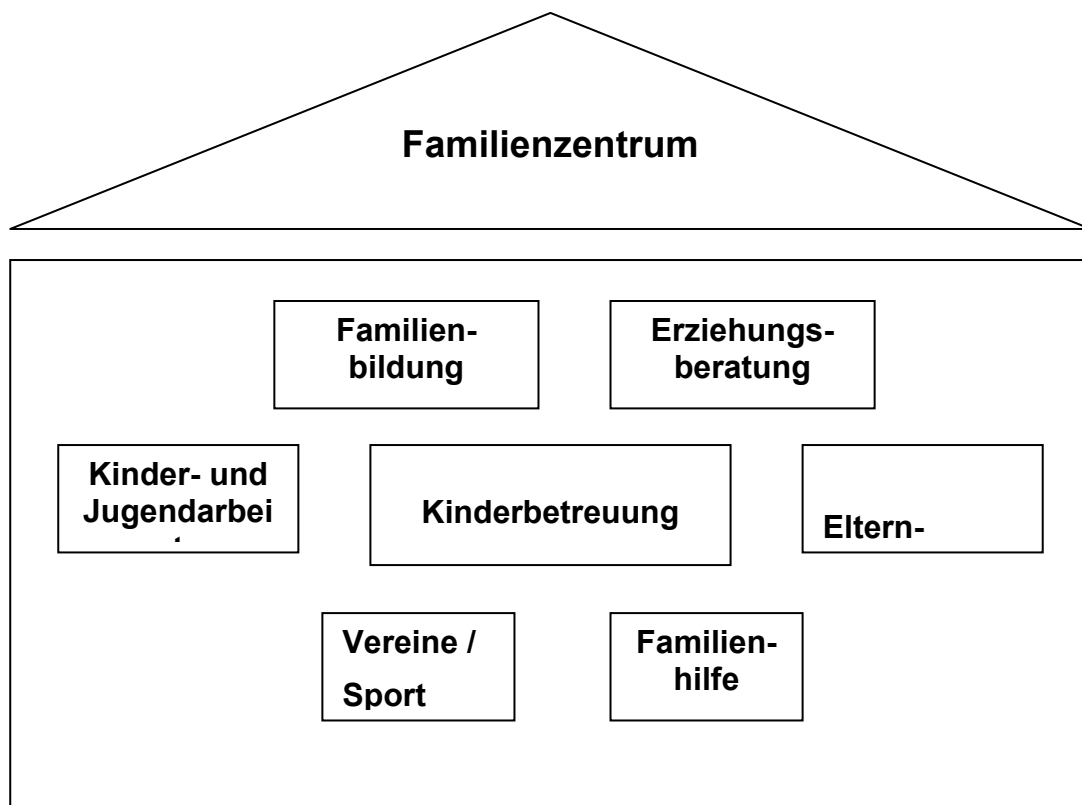 Familienzentrum
Familien-
bildung
Erziehungs-
beratung
Kinder- und
Jugendarbei
Kinderbetreuung
Eltern-
Vereine /
Sport
Familien-
hilfe